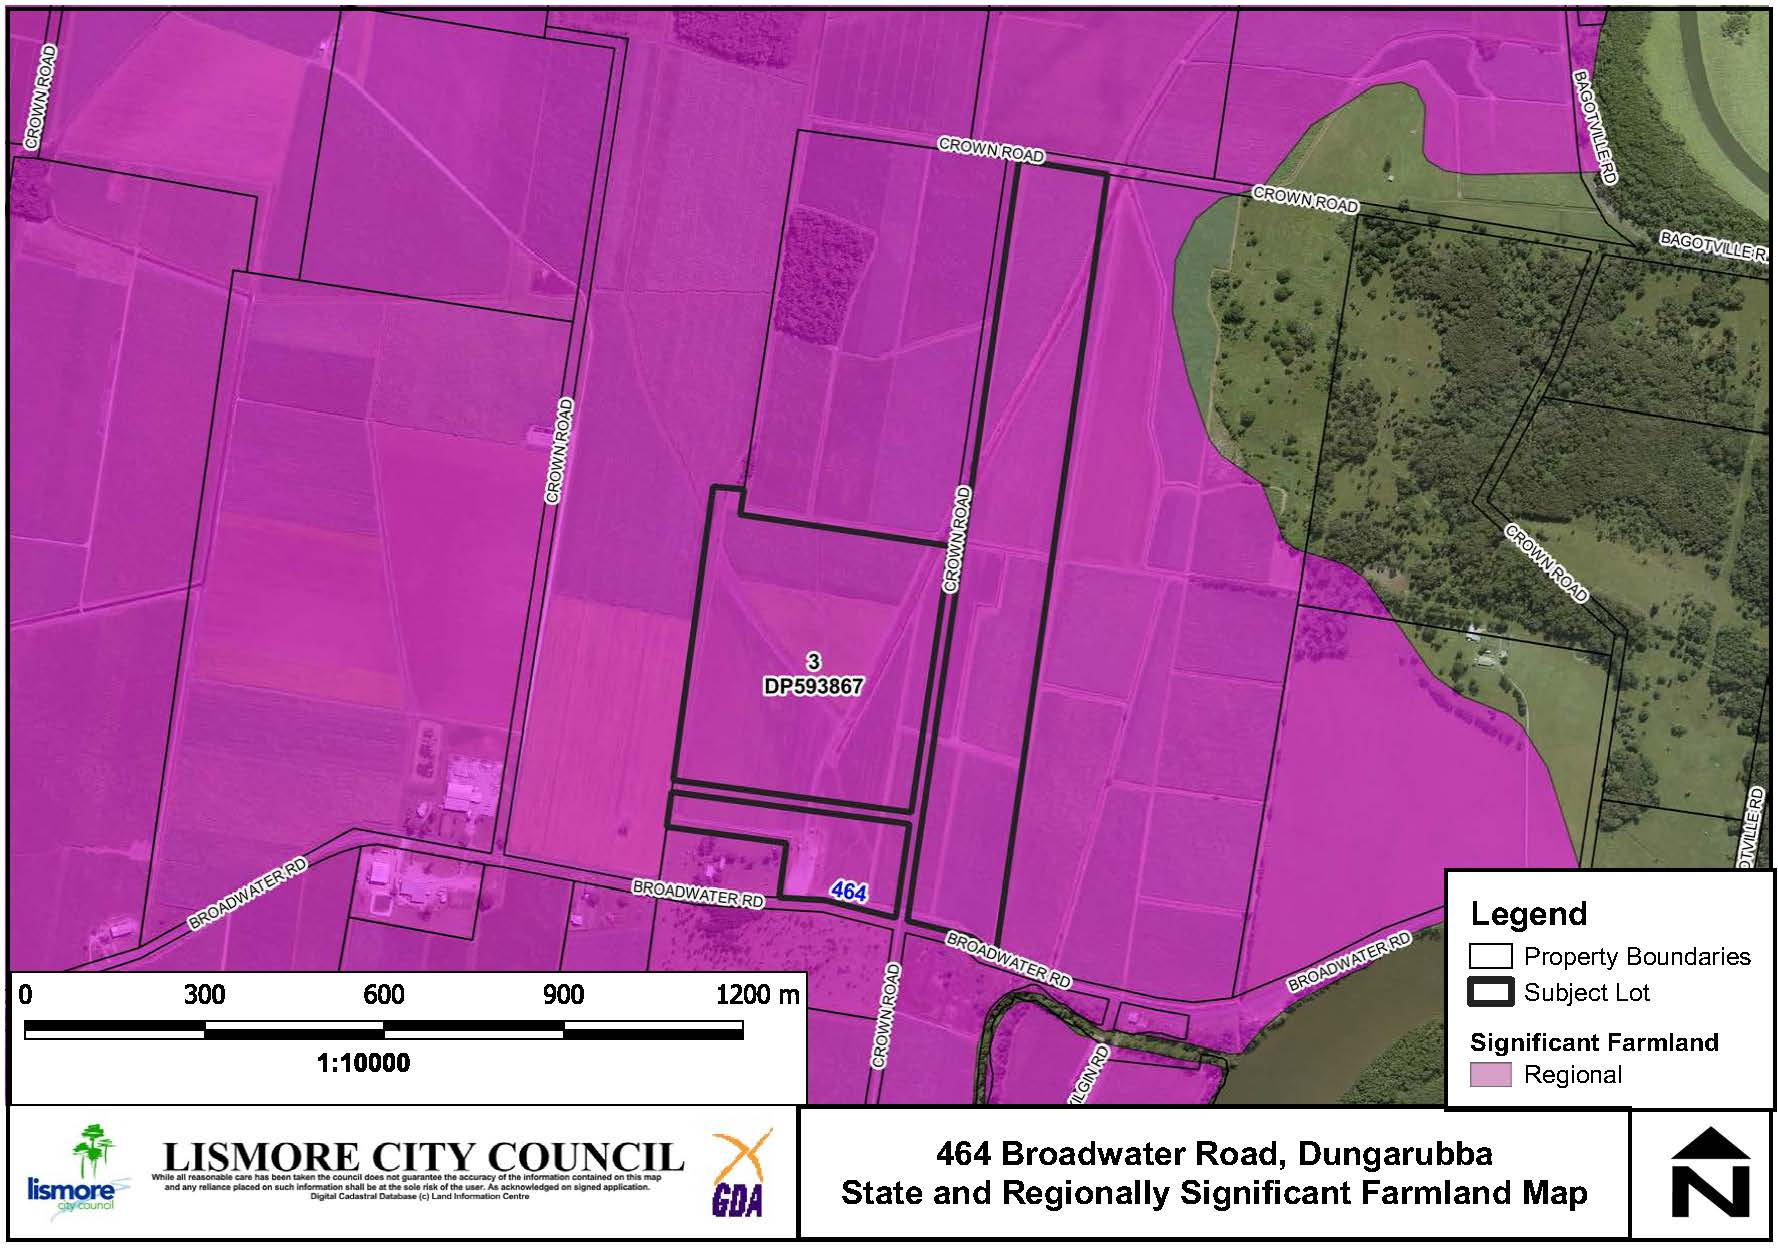 CROWN ROAD
CROWN ROAD
CROWN ROAD
BAGOTVILLE RD
BAGOTVILLE R
CROWN ROAD
CROWN ROAD
CROWN ROAD
3
DP593867
464
BROADWATER RD
BROADWATER RD
BROADWATER RD
BROADWATER RD
CROWN ROAD
ILGIN RD
OTVILLE RD
0 300 600 900 1200 m
1:10000
Legend
Property Boundaries
Subject Lot
Significant Farmland
Regional
lismore
city council
LISMORE CITY COUNCIL
While all reasonable care has been taken the council does not guarantee the accuracy of the information contained on this map
and any reliance placed on such information shall be at the sole risk of the user. As acknowledged on signed application.
Digital Cadastral Database (c) Land Information Centre
GDA
464 Broadwater Road, Dungarubba
State and Regionally Significant Farmland Map
N